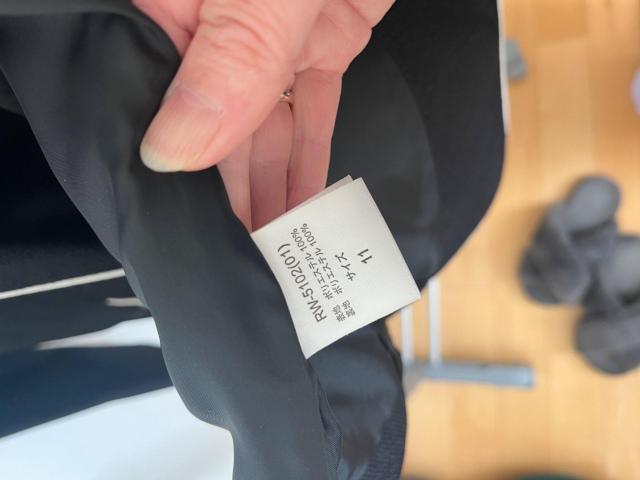 RW-5102(01)
表地 ポリエステル100%
裏地 ポリエステル100%
サイズ
11